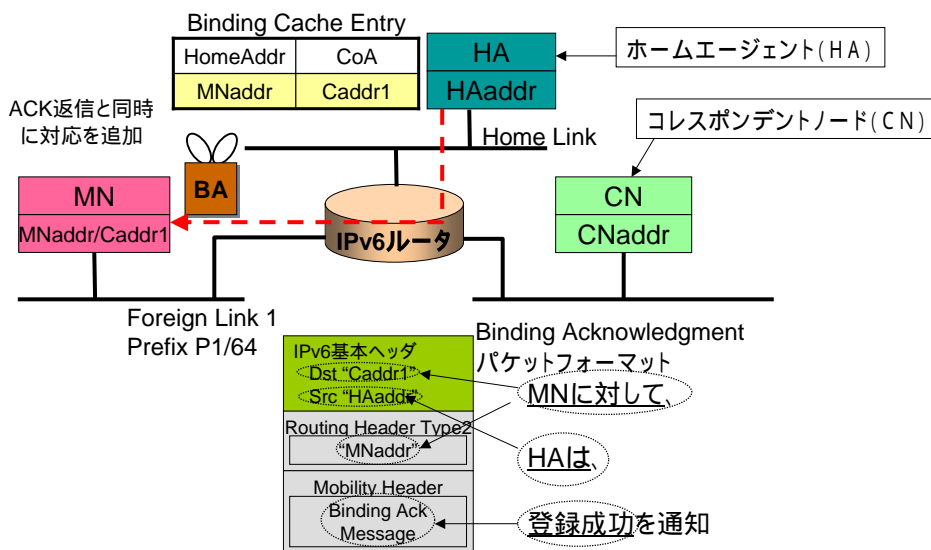 Binding Cache Entry
HomeAddr CoA
MNaddr Caddr1
HA
HAaddr
ホームエージェント(HA)
ACK返信と同時
に対応を追加
Home Link
コレスポンデントノード(CN)
BA
MN
MNaddr/Caddr1
IPv6ルータ
CN
CNaddr
Foreign Link 1
Prefix P1/64
Binding Acknowledgment
パケットフォーマット
IPv6基本ヘッダ
Dst "Caddr1"
Src "HAaddr"
MNに対して、
Routing Header Type2
"MNaddr"
HAは、
Mobility Header
Binding Ack
Message
登録成功を通知